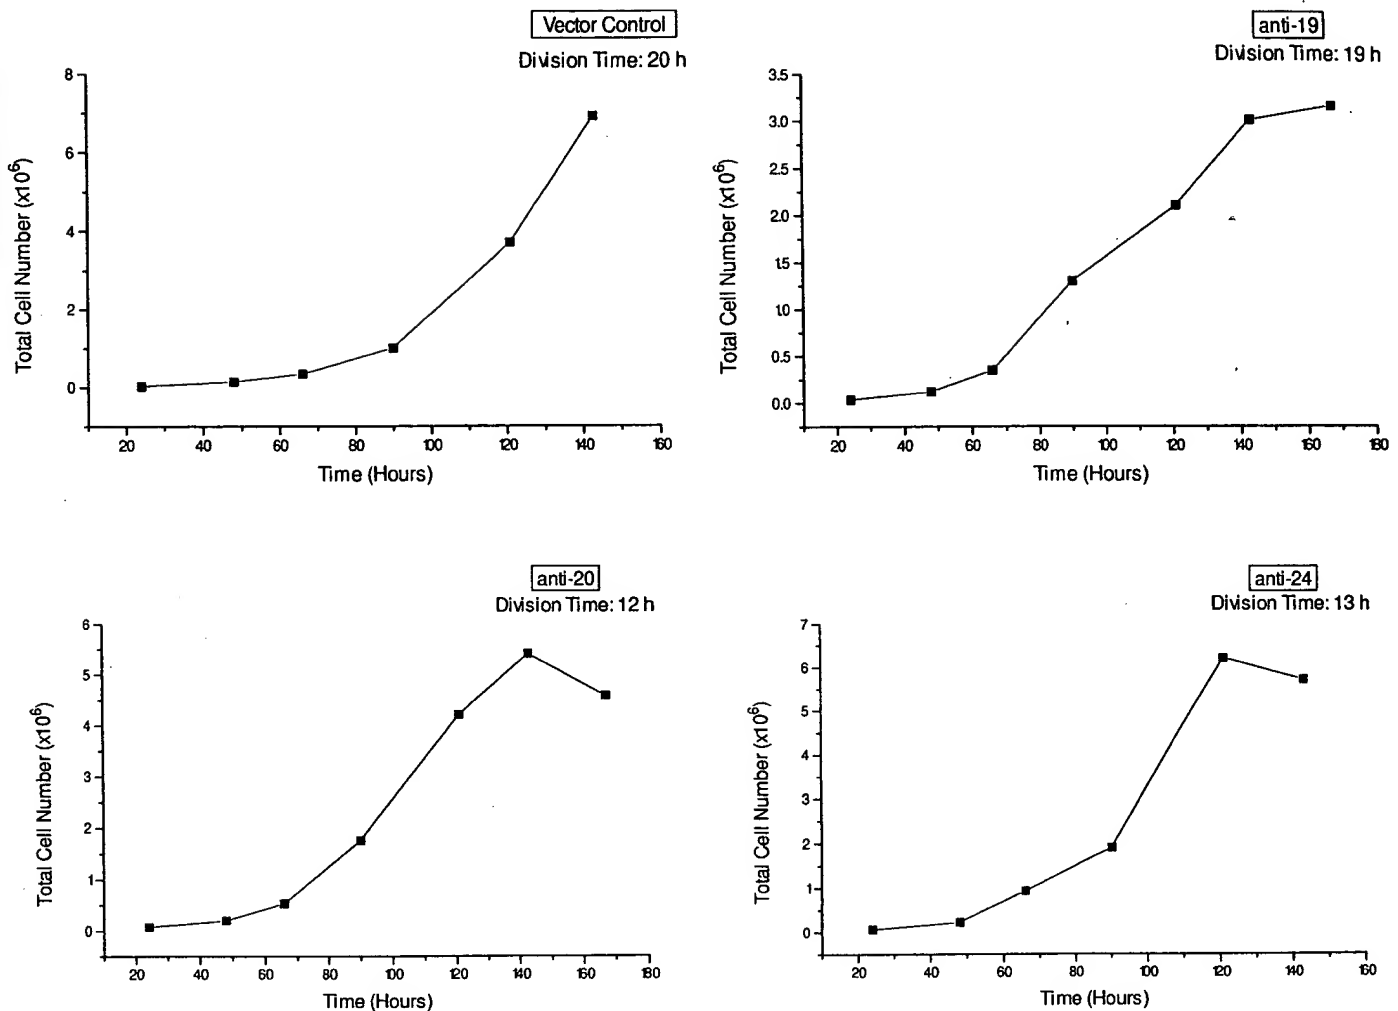 Vector Control
Division Time: 20 h
Total Cell Number (x10⁶)
8
6
4
2
0
20 40 60 80 100 120 140 160
Time (Hours)
anti-19
Division Time: 19 h
Total Cell Number (x10⁶)
3.5
3.0
2.5
2.0
1.5
1.0
0.5
0.0
20 40 60 80 100 120 140 160 180
Time (Hours)
anti-20
Division Time: 12 h
Total Cell Number (x10⁶)
6
5
4
3
2
1
0
20 40 60 80 100 120 140 160 180
Time (Hours)
anti-24
Division Time: 13 h
Total Cell Number (x10⁶)
7
6
5
4
3
2
1
0
20 40 60 80 100 120 140 160
Time (Hours)